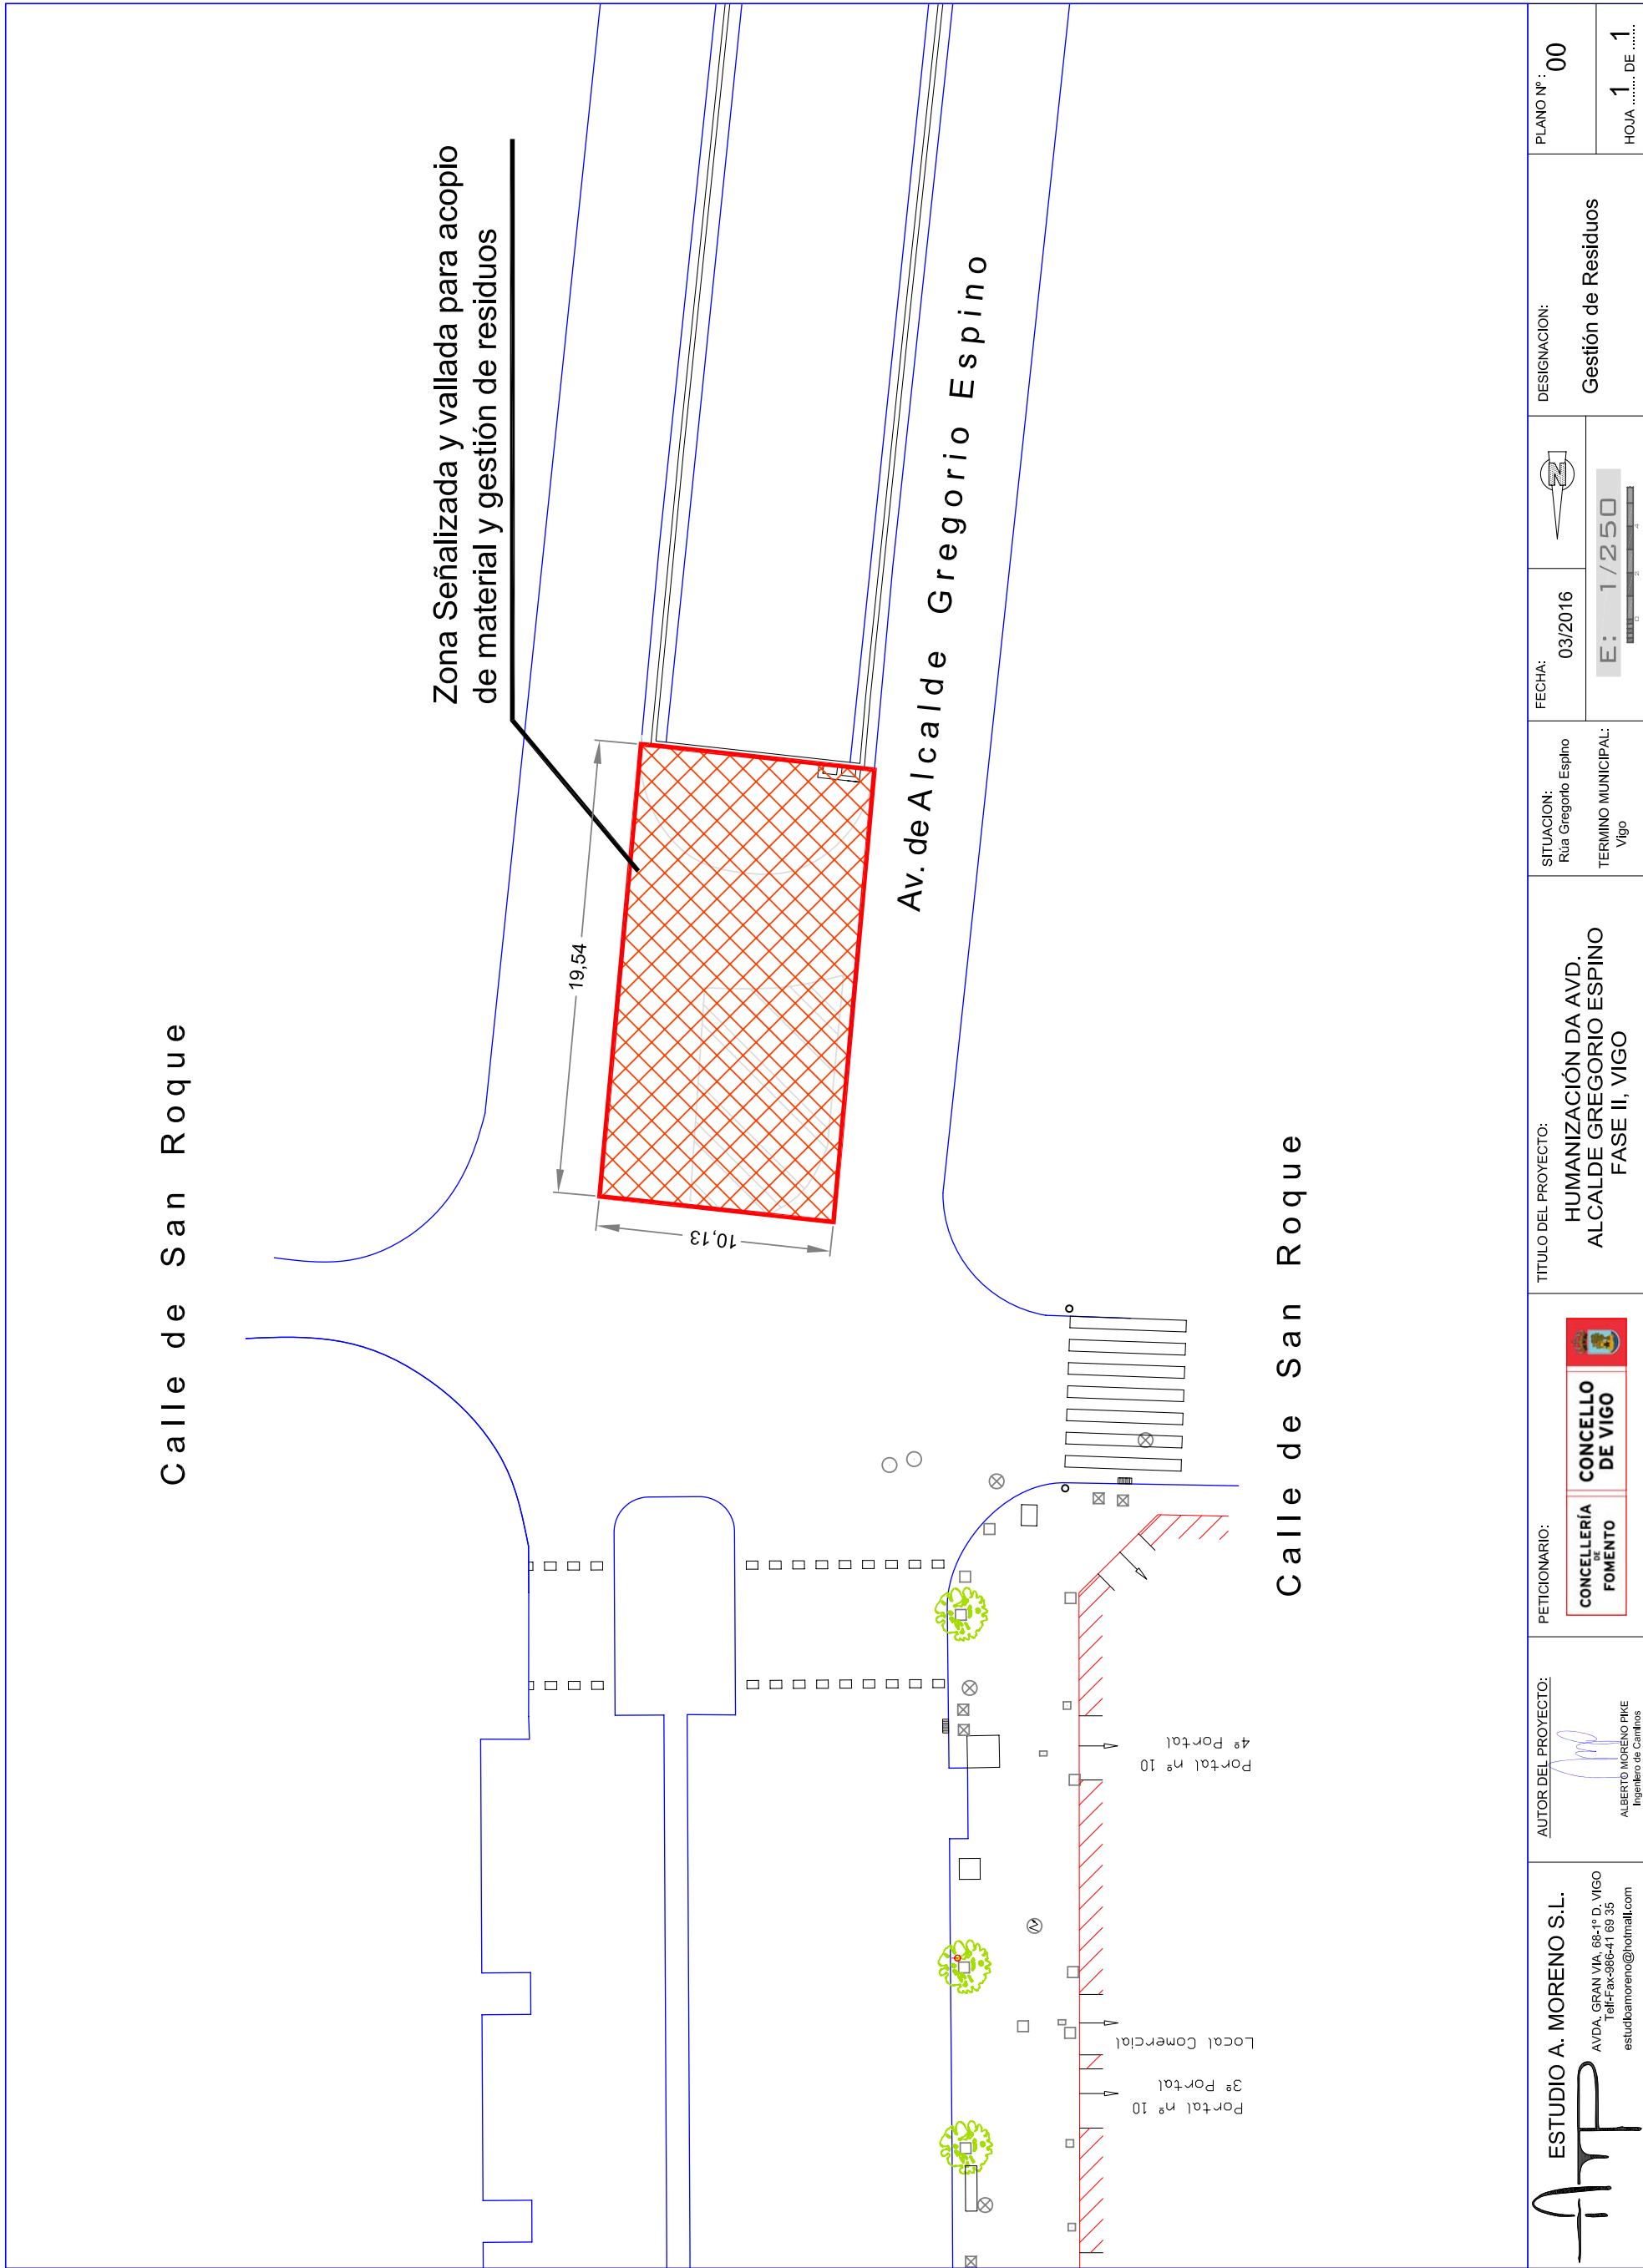 Calle de San Roque
Zona Señalizada y vallada para acopio
de material y gestión de residuos
19,54
10,13
Av. de Alcalde Gregorio Espino
Calle de San Roque
Portal nº 10
3º Portal
Local Comercial
Portal nº 10
4º Portal
ESTUDIO A. MORENO S.L.
AVDA. GRAN VIA, 68-1º D. VIGO
Telf-Fax-986-41 69 35
estudioamoreno@hotmail.com
AUTOR DEL PROYECTO:
ALBERTO MORENO PIKE
Ingeniero de Caminos
PETICIONARIO:
CONCELLERÍA
DE
FOMENTO
CONCELLO
DE VIGO
TITULO DEL PROYECTO:
HUMANIZACIÓN DA AVD.
ALCALDE GREGORIO ESPINO
FASE II, VIGO
SITUACION:
Rúa Gregorio Espino
TERMINO MUNICIPAL:
Vigo
FECHA:
03/2016
N
E: 1/250
0 2 4
DESIGNACION:
Gestión de Residuos
PLANO Nº :
00
HOJA 1 DE 1